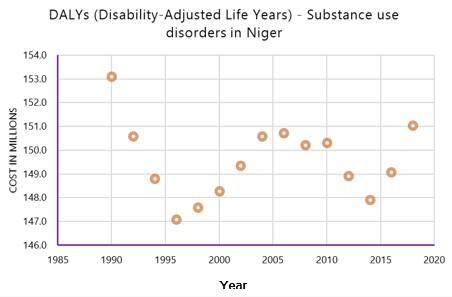 DALYs (Disability-Adjusted Life Years) - Substance use
disorders in Niger
154.0
153.0
152.0
151.0
150.0
149.0
148.0
147.0
146.0
COST IN MILLIONS
1985 1990 1995 2000 2005 2010 2015 2020
Year